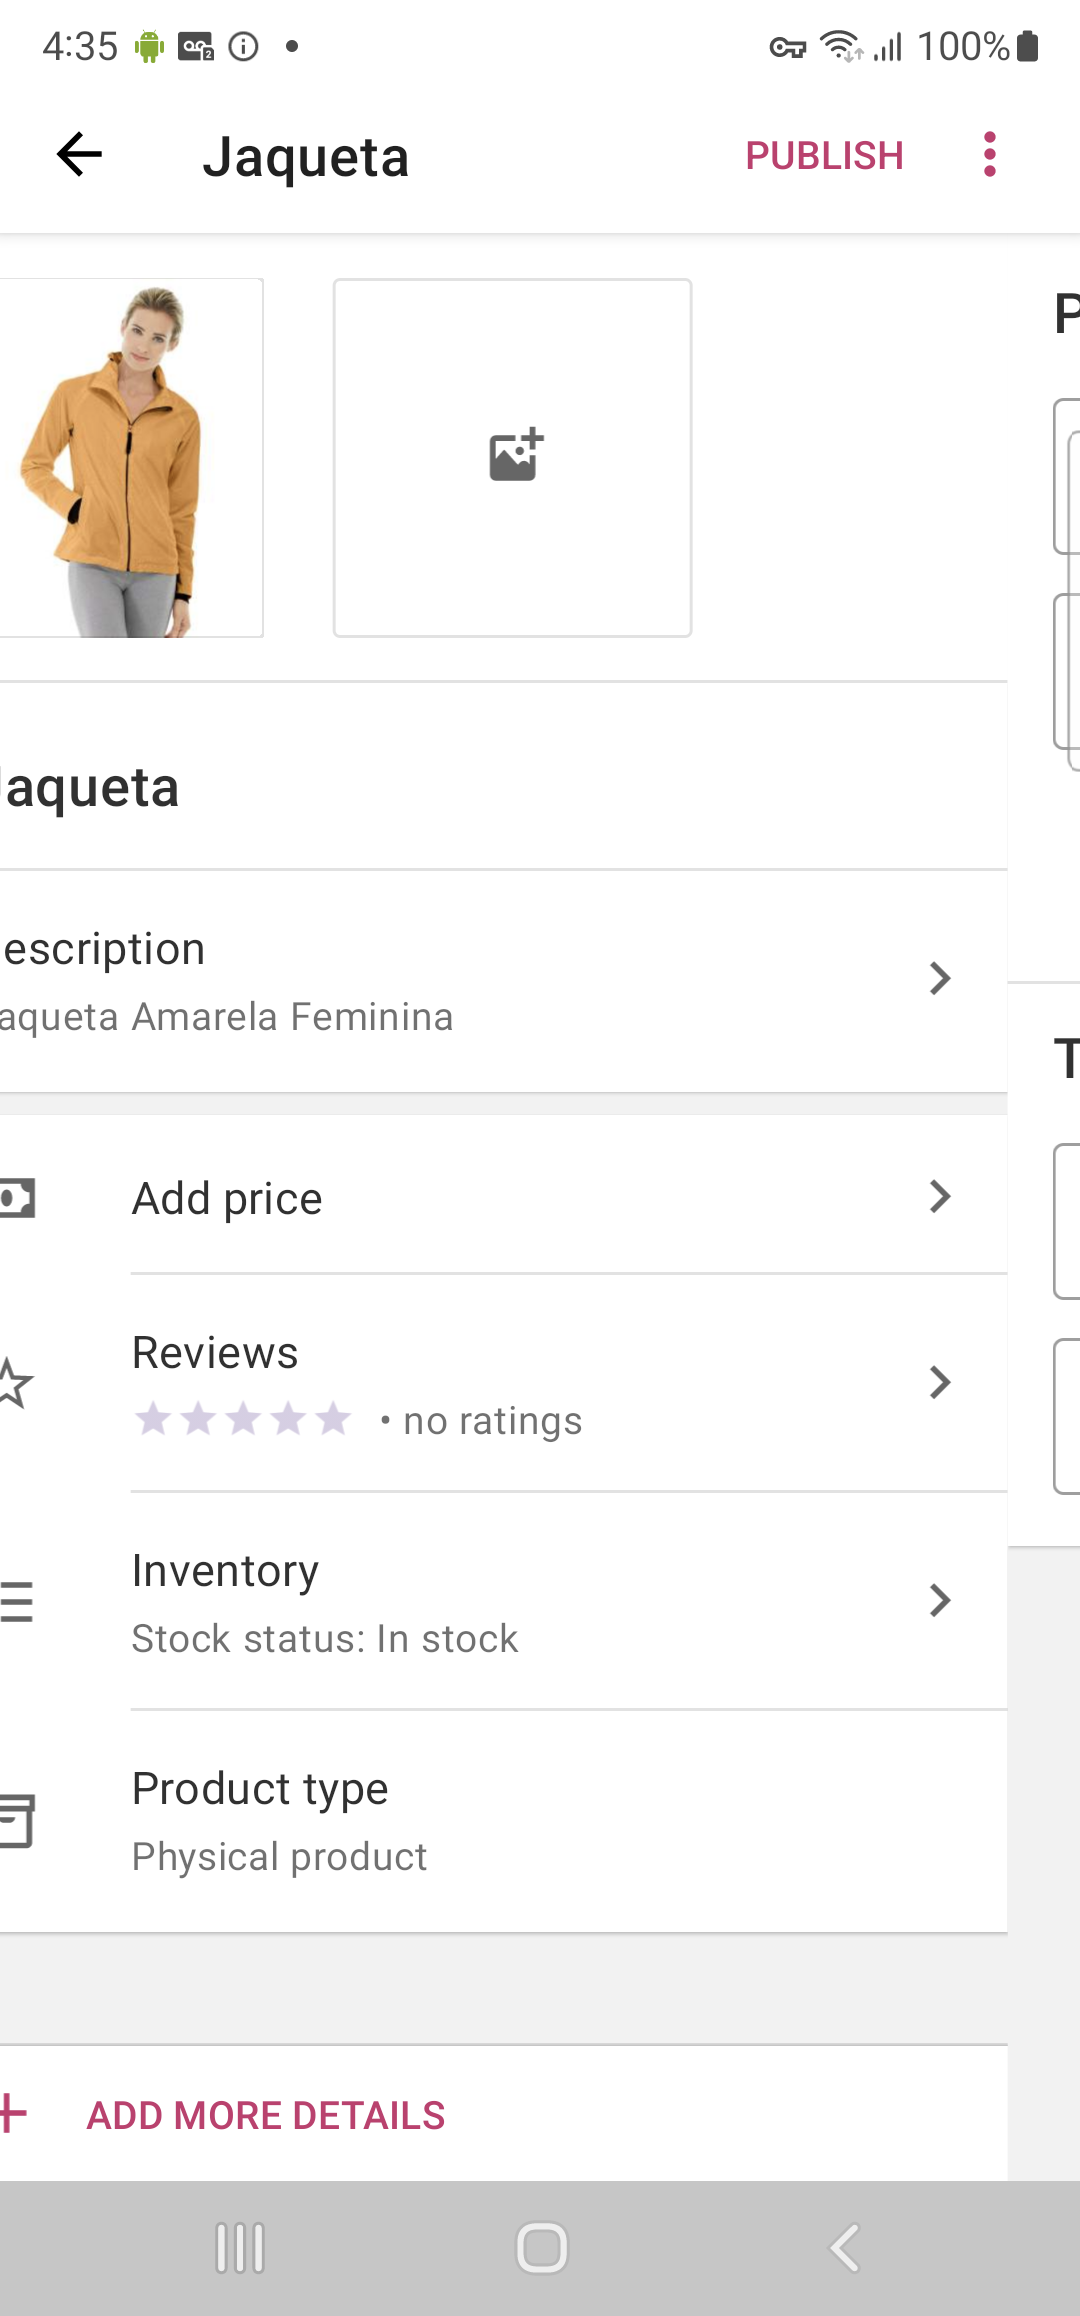 4:35
100%
Jaqueta
PUBLISH
P
aqueta
escription
aqueta Amarela Feminina
T
Add price
Reviews
• no ratings
Inventory
Stock status: In stock
Product type
Physical product
ADD MORE DETAILS